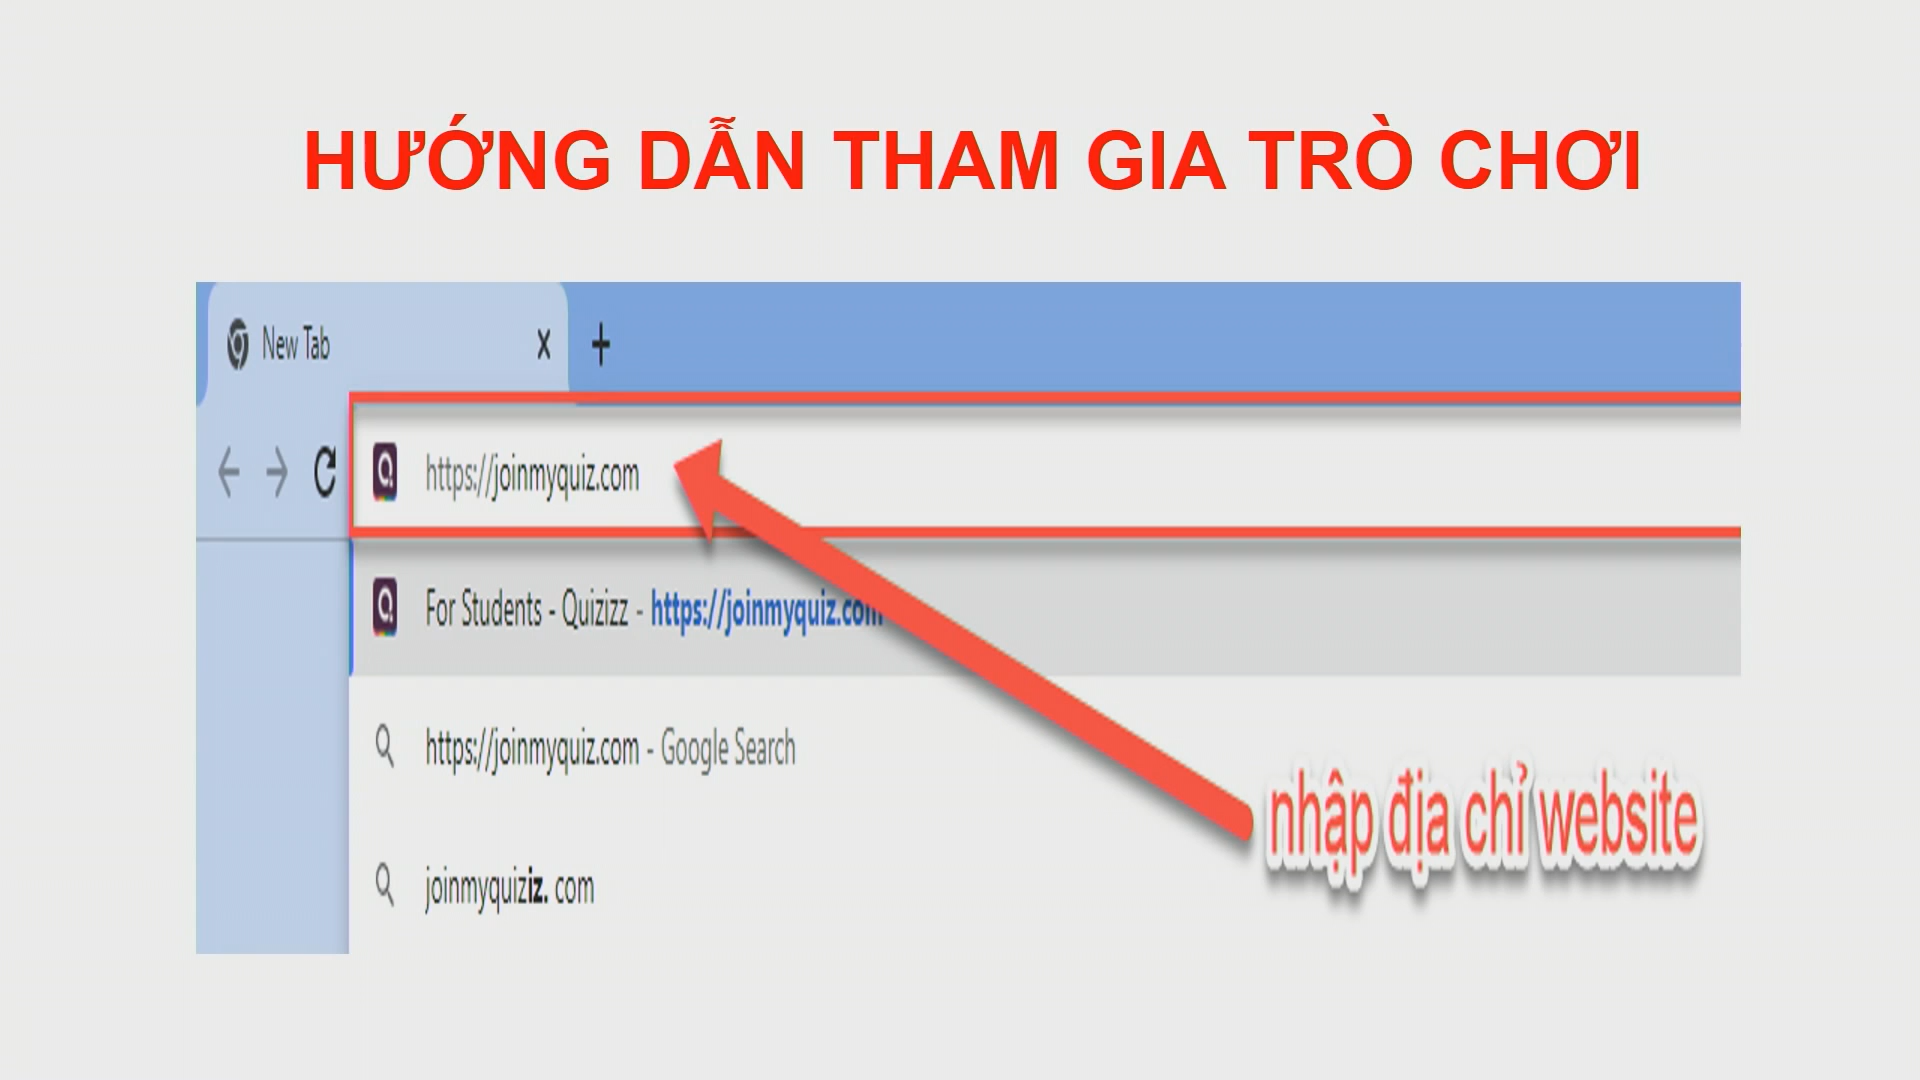 HƯỚNG DẪN THAM GIA TRÒ CHƠI
New Tab
https://joinmyquiz.com
For Students - Quizizz - https://joinmyquiz.com
https://joinmyquiz.com - Google Search
nhập địa chỉ website
joinmyquiziz. com